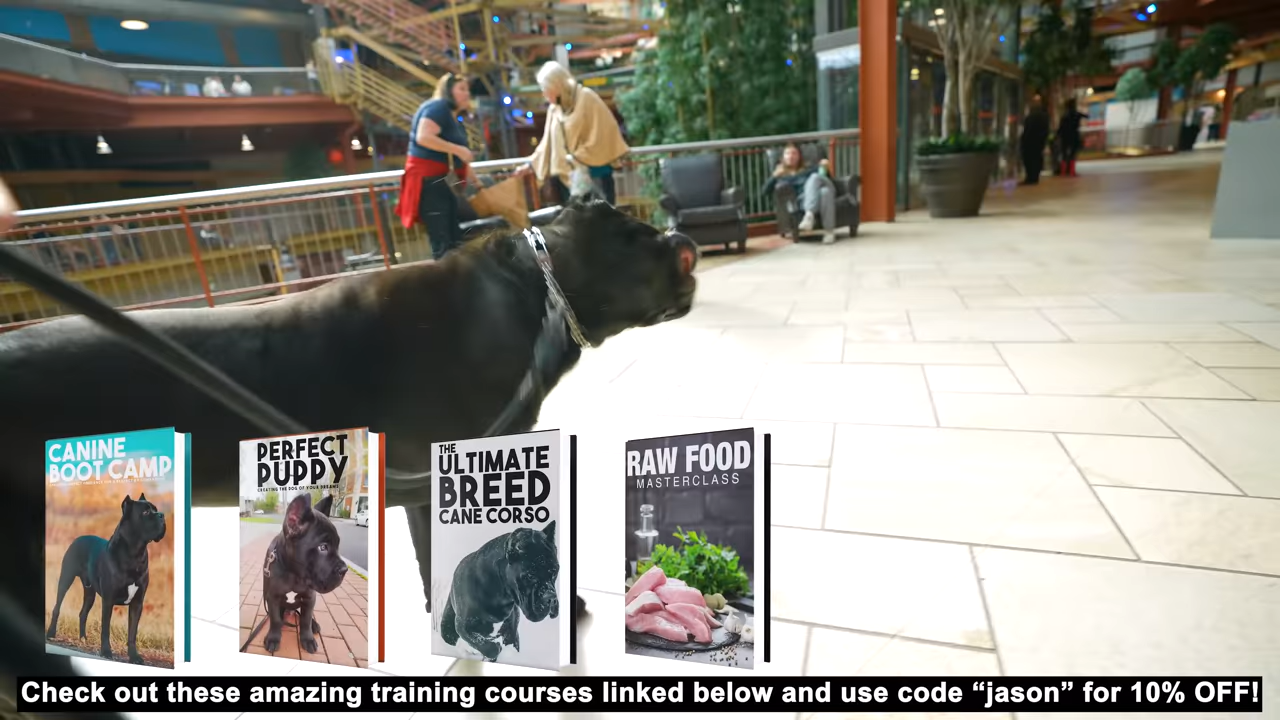 CANINE
BOOT CAMP
PERFECT
PUPPY
CREATING THE DOG OF YOUR DREAMS
THE
ULTIMATE
BREED
CANE CORSO
RAW FOOD
MASTERCLASS
Check out these amazing training courses linked below and use code “jason” for 10% OFF!